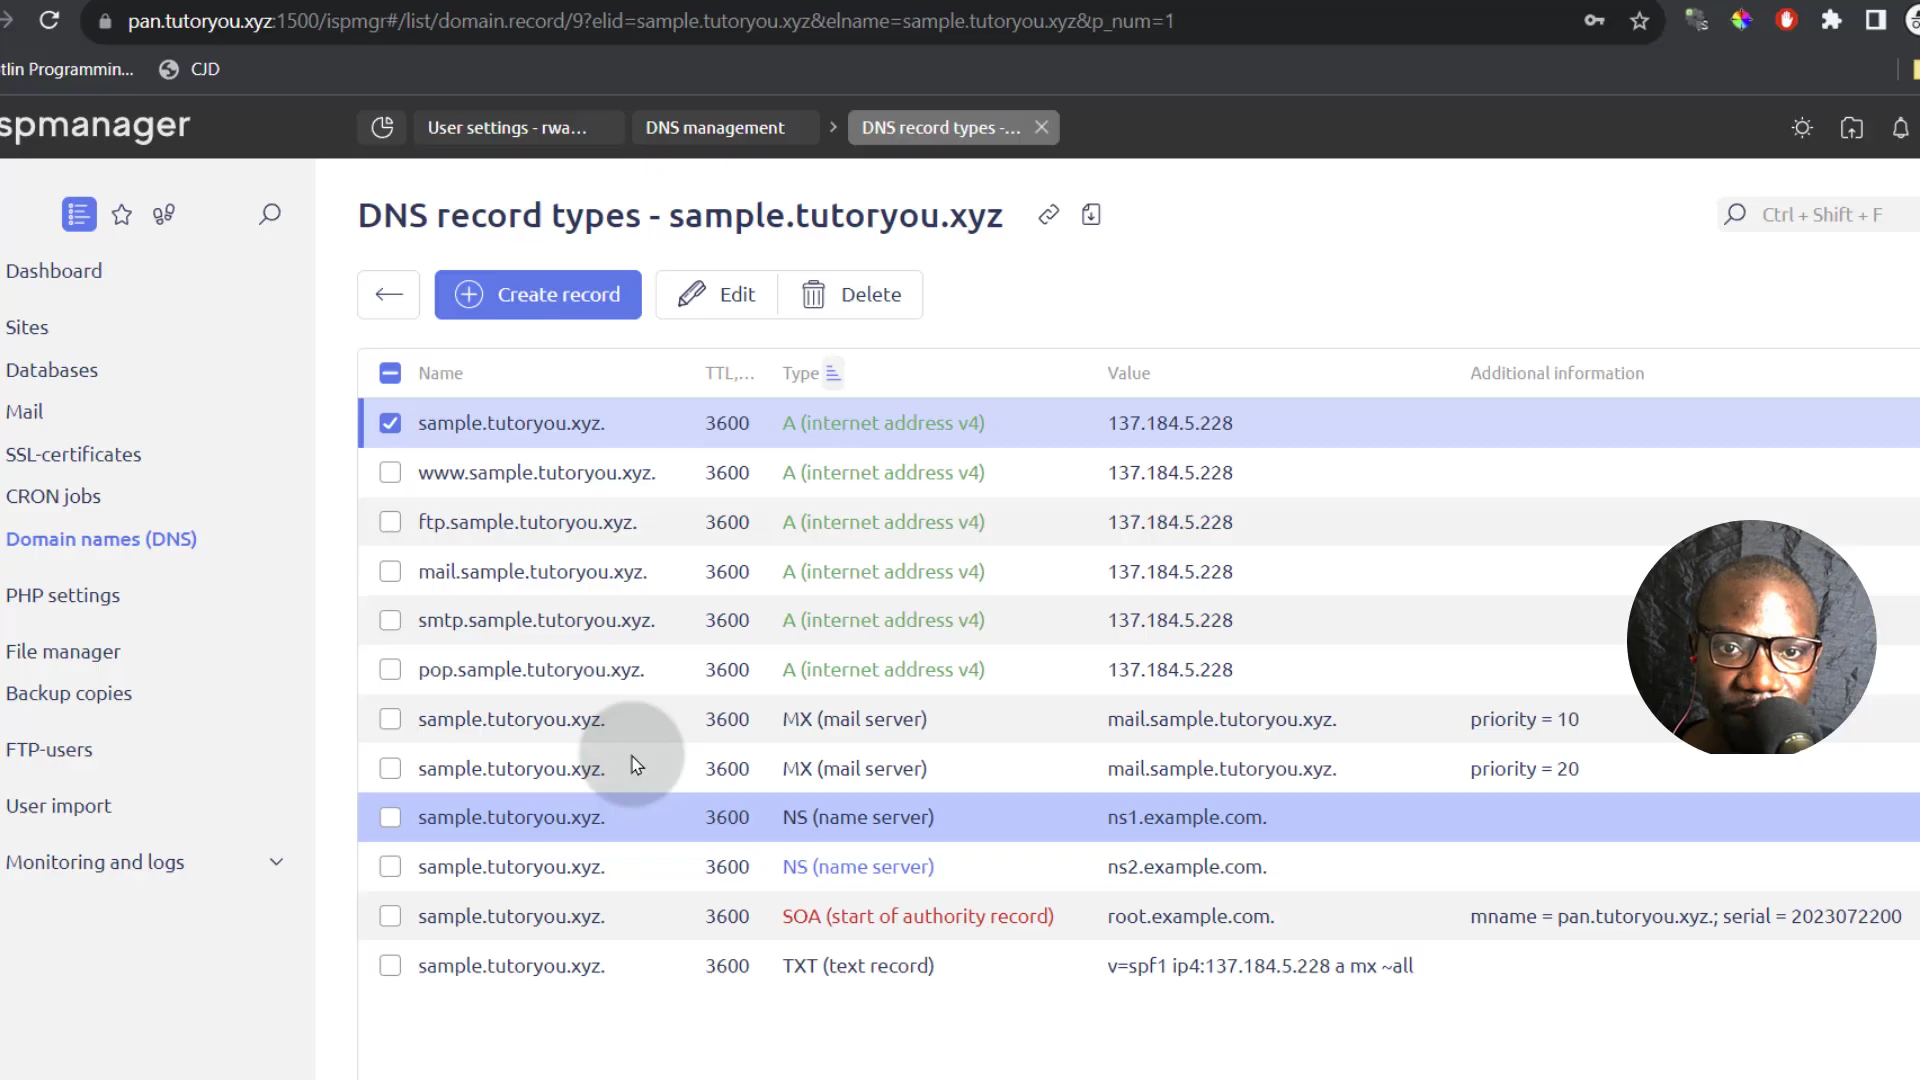 pan.tutoryou.xyz:1500/ispmgr#/list/domain.record/9?elid=sample.tutoryou.xyz&elname=sample.tutoryou.xyz&p_num=1
tlin Programmin... CJD
spmanager
User settings - rwa... DNS management DNS record types -...
DNS record types - sample.tutoryou.xyz
Ctrl + Shift + F
Create record Edit Delete
Dashboard
Sites
Databases
Mail
SSL-certificates
CRON jobs
Domain names (DNS)
PHP settings
File manager
Backup copies
FTP-users
User import
Monitoring and logs
Name TTL,... Type Value Additional information
sample.tutoryou.xyz. 3600 A (internet address v4) 137.184.5.228
www.sample.tutoryou.xyz. 3600 A (internet address v4) 137.184.5.228
ftp.sample.tutoryou.xyz. 3600 A (internet address v4) 137.184.5.228
mail.sample.tutoryou.xyz. 3600 A (internet address v4) 137.184.5.228
smtp.sample.tutoryou.xyz. 3600 A (internet address v4) 137.184.5.228
pop.sample.tutoryou.xyz. 3600 A (internet address v4) 137.184.5.228
sample.tutoryou.xyz. 3600 MX (mail server) mail.sample.tutoryou.xyz. priority = 10
sample.tutoryou.xyz. 3600 MX (mail server) mail.sample.tutoryou.xyz. priority = 20
sample.tutoryou.xyz. 3600 NS (name server) ns1.example.com.
sample.tutoryou.xyz. 3600 NS (name server) ns2.example.com.
sample.tutoryou.xyz. 3600 SOA (start of authority record) root.example.com. mname = pan.tutoryou.xyz.; serial = 2023072200
sample.tutoryou.xyz. 3600 TXT (text record) v=spf1 ip4:137.184.5.228 a mx ~all